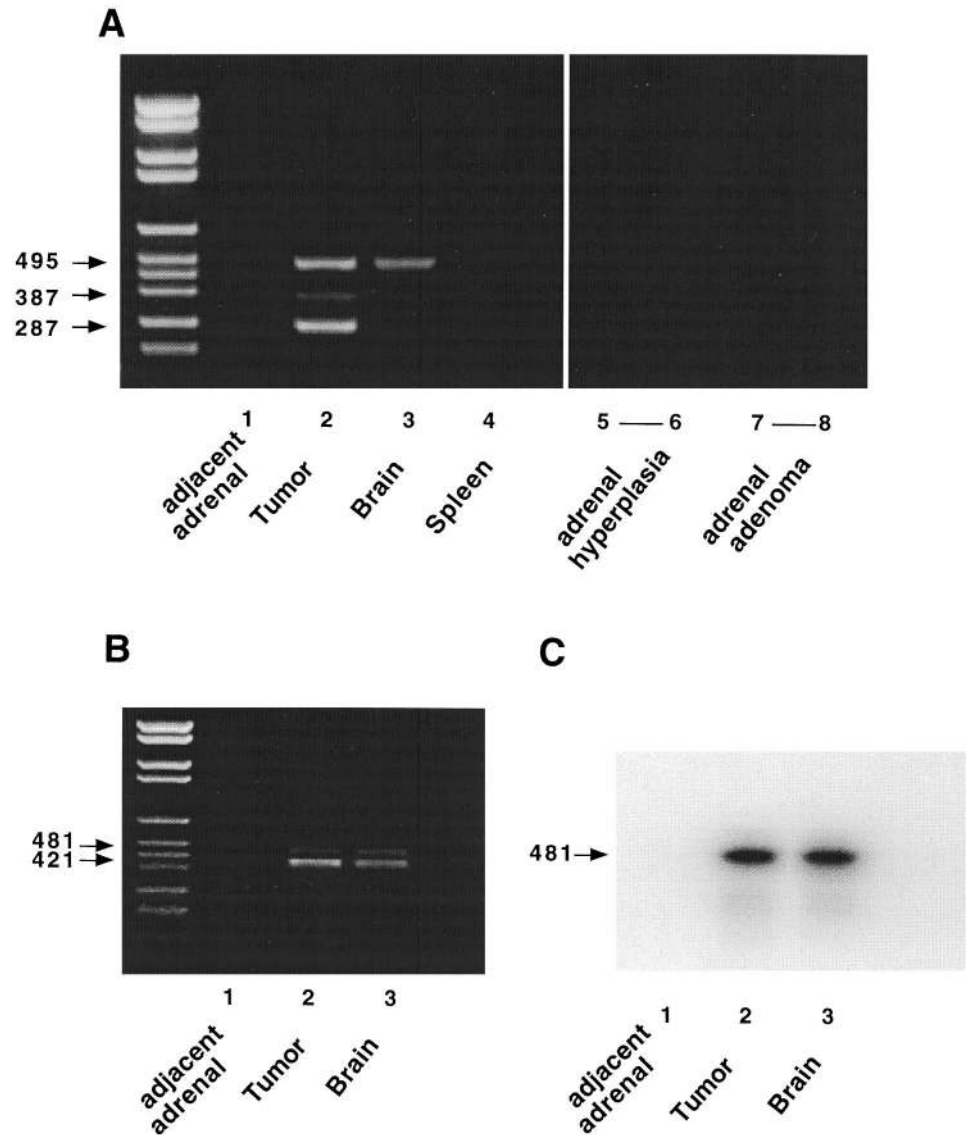 A
495
387
287
1 2 3 4 5 6 7 8
adjacent adrenal
Tumor
Brain
Spleen
adrenal hyperplasia
adrenal adenoma
B
481
421
1 2 3
adjacent adrenal
Tumor
Brain
C
481
1 2 3
adjacent adrenal
Tumor
Brain